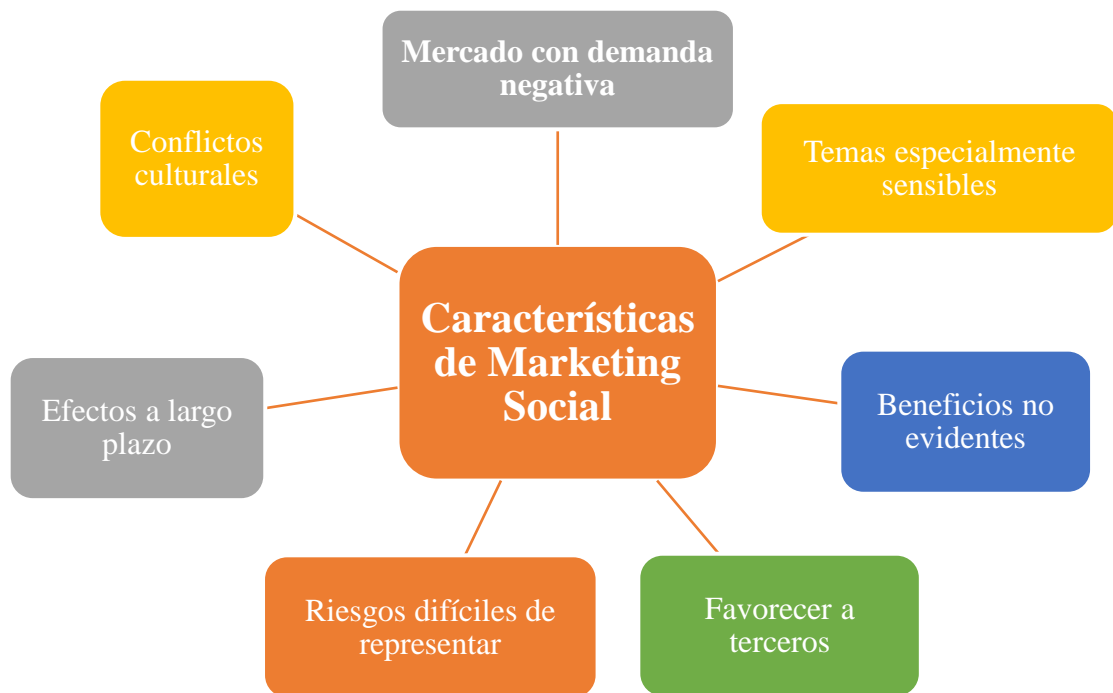 Mercado con demanda
negativa
Temas especialmente
sensibles
Beneficios no
evidentes
Favorecer a
terceros
Riesgos difíciles de
representar
Efectos a largo
plazo
Conflictos
culturales
Características
de Marketing
Social